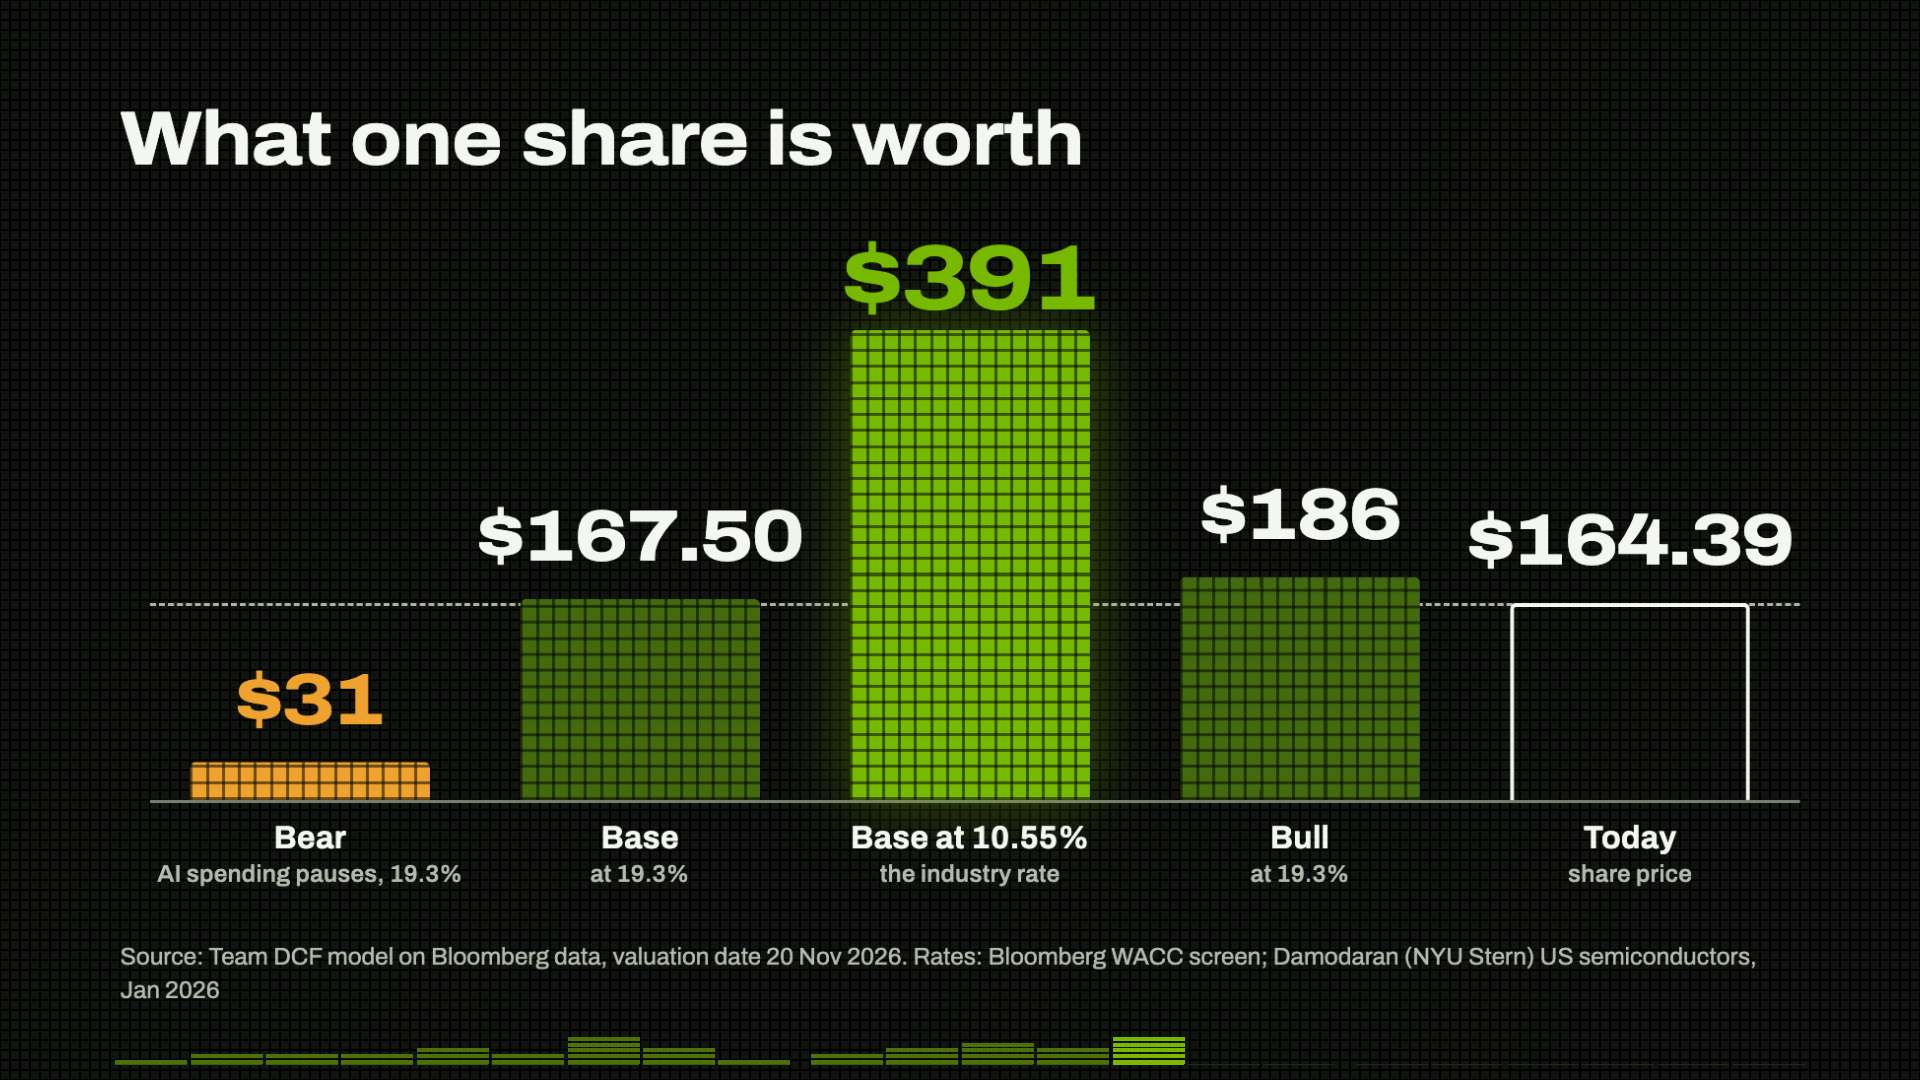 What one share is worth
$391
$167.50
$186
$164.39
$31
Bear
Base
Base at 10.55%
Bull
Today
AI spending pauses, 19.3%
at 19.3%
the industry rate
at 19.3%
share price
Source: Team DCF model on Bloomberg data, valuation date 20 Nov 2026. Rates: Bloomberg WACC screen; Damodaran (NYU Stern) US semiconductors,
Jan 2026